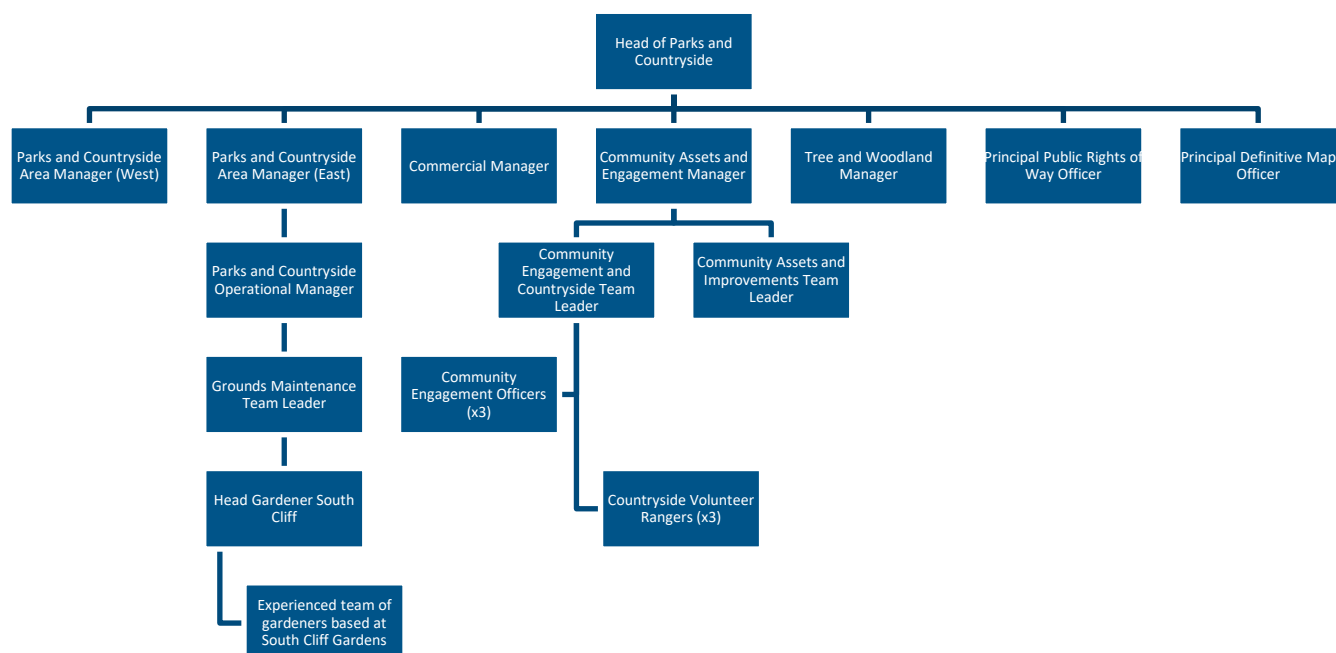 Head of Parks and
Countryside
Parks and Countryside
Area Manager (West)
Parks and Countryside
Area Manager (East)
Commercial Manager
Community Assets and
Engagement Manager
Tree and Woodland
Manager
Principal Public Rights of
Way Officer
Principal Definitive Map
Officer
Parks and Countryside
Operational Manager
Community
Engagement and
Countryside Team
Leader
Community Assets and
Improvements Team
Leader
Grounds Maintenance
Team Leader
Community
Engagement Officers
(x3)
Head Gardener South
Cliff
Countryside Volunteer
Rangers (x3)
Experienced team of
gardeners based at
South Cliff Gardens